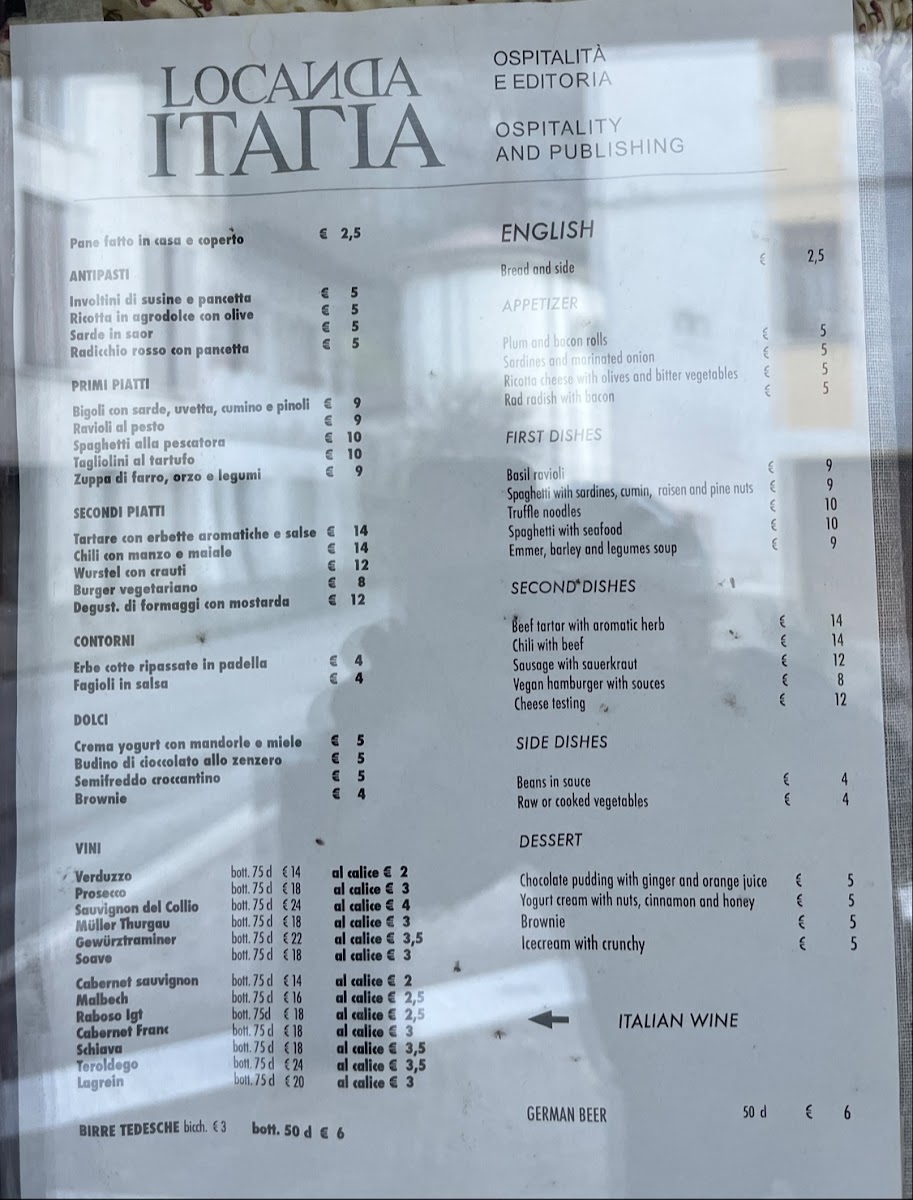 LOCANDA
ITALIA
OSPITALITÀ
E EDITORIA
OSPITALITY
AND PUBLISHING
Pane fatto in casa e coperto € 2,5
ANTIPASTI
Involtini di susine e pancetta € 5
Ricotta in agrodolce con olive € 5
Sarde in saor € 5
Radicchio rosso con pancetta € 5
PRIMI PIATTI
Bigoli con sarde, uvetta, cumino e pinoli € 9
Ravioli al pesto € 9
Spaghetti alla pescatora € 10
Tagliolini al tartufo € 10
Zuppa di farro, orzo e legumi € 9
SECONDI PIATTI
Tartare con erbette aromatiche e salse € 14
Chili con manzo e maiale € 14
Wurstel con crauti € 12
Burger vegetariano € 8
Degust. di formaggi con mostarda € 12
CONTORNI
Erbe cotte ripassate in padella € 4
Fagioli in salsa € 4
DOLCI
Crema yogurt con mandorle e miele € 5
Budino di cioccolato allo zenzero € 5
Semifreddo croccantino € 5
Brownie € 4
VINI
Verduzzo bott. 75 d € 14 al calice € 2
Prosecco bott. 75 d € 18 al calice € 3
Sauvignon del Collio bott. 75 d € 24 al calice € 4
Müller Thurgau bott. 75 d € 18 al calice € 3
Gewürztraminer bott. 75 d € 22 al calice € 3,5
Soave bott. 75 d € 18 al calice € 3
Cabernet sauvignon bott. 75 d € 14 al calice € 2
Malbech bott. 75 d € 16 al calice € 2,5
Raboso Igt bott. 75d € 18 al calice € 2,5
Cabernet Franc bott. 75 d € 18 al calice € 3
Schiava bott. 75 d € 18 al calice € 3,5
Teroldego bott. 75 d € 24 al calice € 3,5
Lagrein bott. 75 d € 20 al calice € 3
BIRRE TEDESCHE bicch. € 3 bott. 50 d € 6
ENGLISH
Bread and side € 2,5
APPETIZER
Plum and bacon rolls € 5
Sardines and marinated onion € 5
Ricotta cheese with olives and bitter vegetables € 5
Rad radish with bacon € 5
FIRST DISHES
Basil ravioli € 9
Spaghetti with sardines, cumin, raisen and pine nuts € 9
Truffle noodles € 10
Spaghetti with seafood € 10
Emmer, barley and legumes soup € 9
SECOND DISHES
Beef tartar with aromatic herb € 14
Chili with beef € 14
Sausage with sauerkraut € 12
Vegan hamburger with souces € 8
Cheese testing € 12
SIDE DISHES
Beans in sauce € 4
Raw or cooked vegetables € 4
DESSERT
Chocolate pudding with ginger and orange juice € 5
Yogurt cream with nuts, cinnamon and honey € 5
Brownie € 5
Icecream with crunchy € 5
ITALIAN WINE
GERMAN BEER 50 d € 6